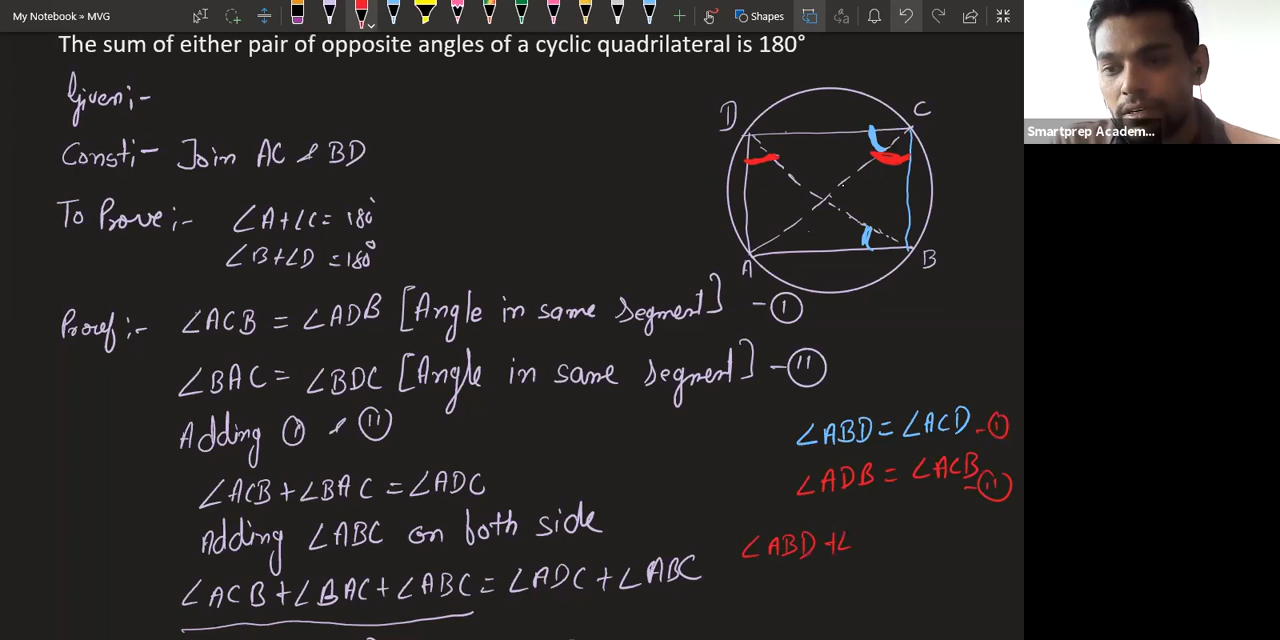 My Notebook » MVG
Shapes
The sum of either pair of opposite angles of a cyclic quadrilateral is 180°
Given:-
Const:- Join AC & BD
To Prove:- ∠A+∠C=180°
∠B+∠D=180°
D
C
A
B
Smartprep Academ...
Proof:- ∠ACB = ∠ADB [Angle in same segment] -(I)
∠BAC = ∠BDC [Angle in same segment] -(II)
Adding (I) & (II)
∠ACB+∠BAC=∠ADC
Adding ∠ABC on both side
∠ACB+∠BAC+∠ABC=∠ADC+∠ABC
∠ABD=∠ACD-(I)
∠ADB=∠ACB-(II)
∠ABD+∠